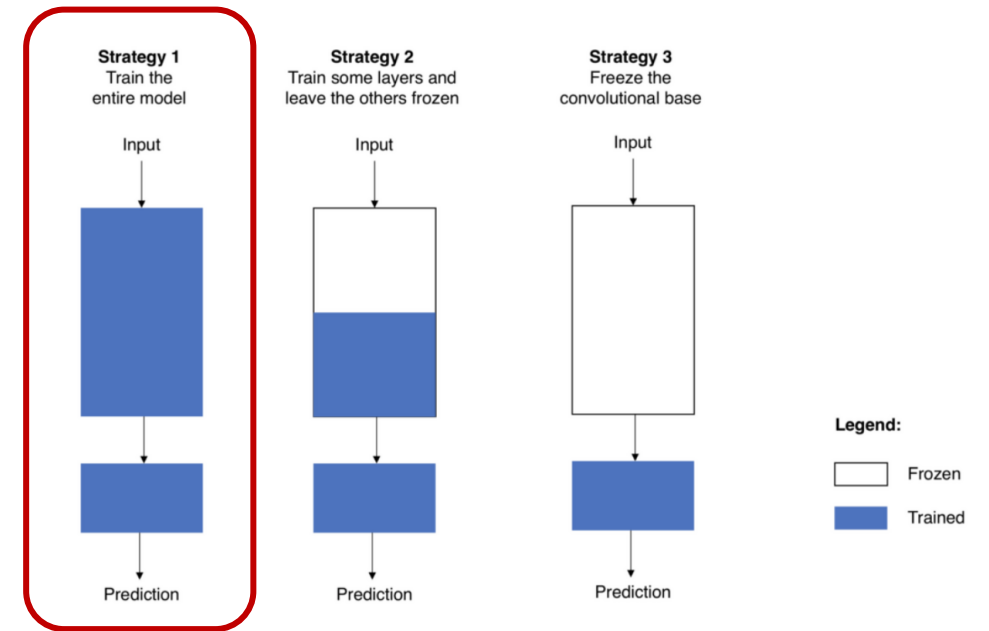 Strategy 1
Train the
entire model
Input
Prediction
Strategy 2
Train some layers and
leave the others frozen
Input
Prediction
Strategy 3
Freeze the
convolutional base
Input
Prediction
Legend:
Frozen
Trained